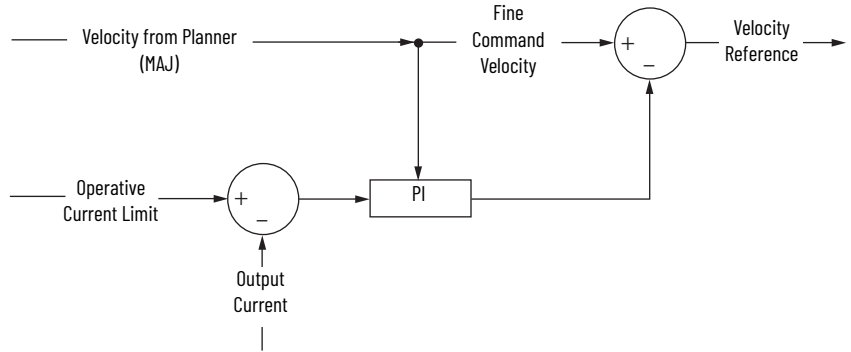 Velocity from Planner
(MAJ)
Fine
Command
Velocity
+
−
Velocity
Reference
Operative
Current Limit
+
−
PI
Output
Current